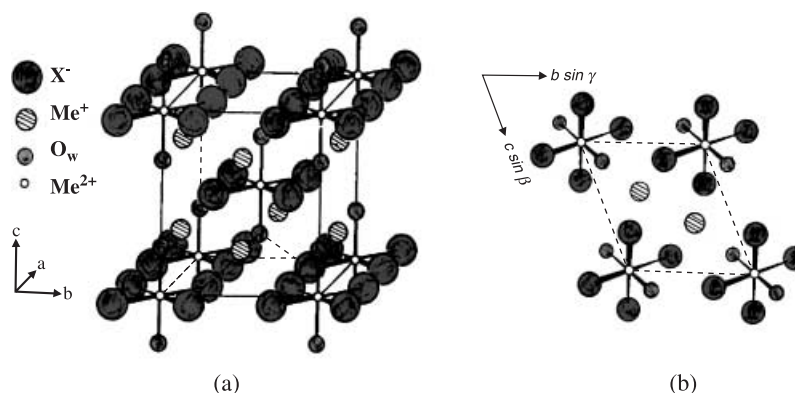 (a)
X⁻
Me⁺
O_w
Me²⁺
c
a
b
(b)
b sin γ
c sin β